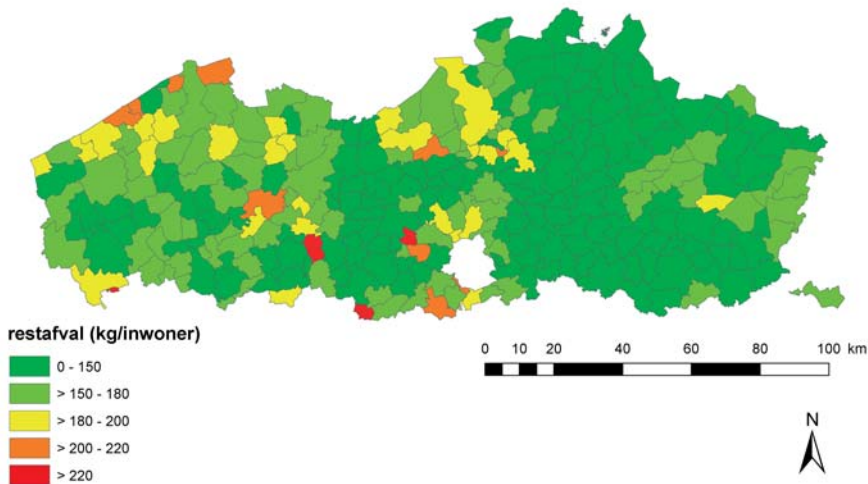 restafval (kg/inwoner)
0 - 150
> 150 - 180
> 180 - 200
> 200 - 220
> 220
0 10 20 40 60 80 100 km
N